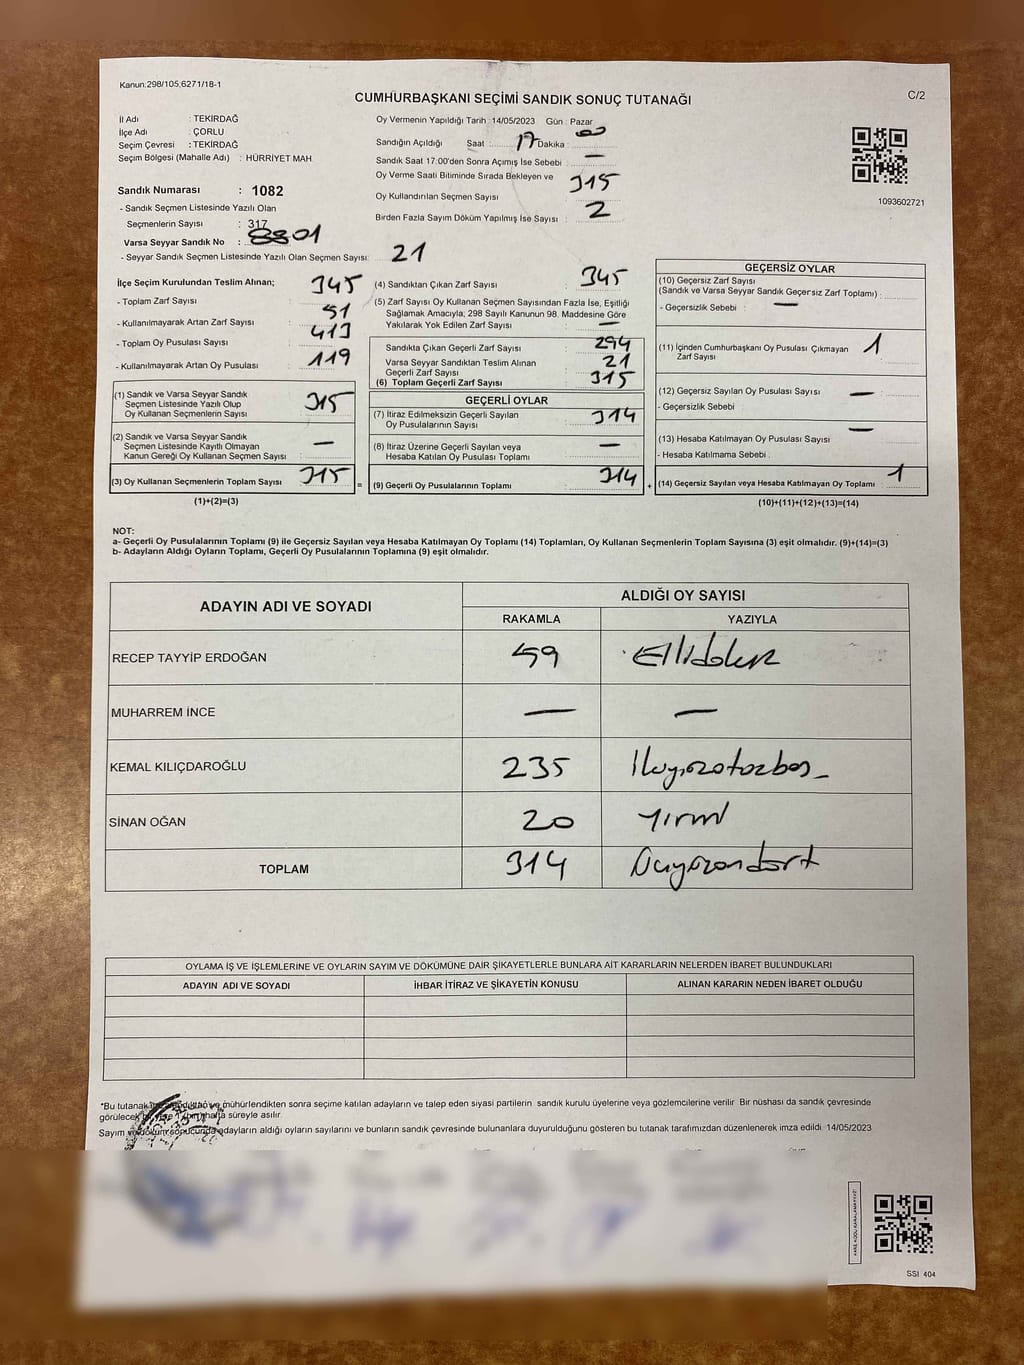 Kanun:298/105;6271/18-1
CUMHURBAŞKANI SEÇİMİ SANDIK SONUÇ TUTANAĞI
C/2
İl Adı : TEKİRDAĞ
İlçe Adı : ÇORLU
Seçim Çevresi : TEKİRDAĞ
Seçim Bölgesi (Mahalle Adı) : HÜRRİYET MAH
Sandık Numarası : 1082
- Sandık Seçmen Listesinde Yazılı Olan
Seçmenlerin Sayısı : 317
Varsa Seyyar Sandık No : 8801
- Seyyar Sandık Seçmen Listesinde Yazılı Olan Seçmen Sayısı: 21
Oy Vermenin Yapıldığı Tarih : 14/05/2023 Gün : Pazar
Sandığın Açıldığı Saat : 17 Dakika : 00
Sandık Saat 17:00'den Sonra Açımış İse Sebebi : —
Oy Verme Saati Bitiminde Sırada Bekleyen ve
Oy Kullandırılan Seçmen Sayısı : 315
Birden Fazla Sayım Döküm Yapılmış İse Sayısı : 2
1093602721
İlçe Seçim Kurulundan Teslim Alınan;
- Toplam Zarf Sayısı : 345
- Kullanılmayarak Artan Zarf Sayısı : 51
- Toplam Oy Pusulası Sayısı : 413
- Kullanılmayarak Artan Oy Pusulası : 119
(1) Sandık ve Varsa Seyyar Sandık
Seçmen Listesinde Yazılı Olup
Oy Kullanan Seçmenlerin Sayısı : 315
(2) Sandık ve Varsa Seyyar Sandık
Seçmen Listesinde Kayıtlı Olmayan
Kanun Gereği Oy Kullanan Seçmen Sayısı : —
(3) Oy Kullanan Seçmenlerin Toplam Sayısı : 315 =
(1)+(2)=(3)
(4) Sandıktan Çıkan Zarf Sayısı : 345
(5) Zarf Sayısı Oy Kullanan Seçmen Sayısından Fazla İse, Eşitliği
Sağlamak Amacıyla; 298 Sayılı Kanunun 98. Maddesine Göre
Yakılarak Yok Edilen Zarf Sayısı : —
Sandıkta Çıkan Geçerli Zarf Sayısı : 294
Varsa Seyyar Sandıktan Teslim Alınan
Geçerli Zarf Sayısı : 21
(6) Toplam Geçerli Zarf Sayısı : 315
GEÇERLİ OYLAR
(7) İtiraz Edilmeksizin Geçerli Sayılan
Oy Pusulalarının Sayısı : 314
(8) İtiraz Üzerine Geçerli Sayılan veya
Hesaba Katılan Oy Pusulası Toplamı : —
(9) Geçerli Oy Pusulalarının Toplamı : 314 +
GEÇERSİZ OYLAR
(10) Geçersiz Zarf Sayısı
(Sandık ve Varsa Seyyar Sandık Geçersiz Zarf Toplamı) :
- Geçersizlik Sebebi : —
(11) İçinden Cumhurbaşkanı Oy Pusulası Çıkmayan
Zarf Sayısı : 1
(12) Geçersiz Sayılan Oy Pusulası Sayısı : —
- Geçersizlik Sebebi
(13) Hesaba Katılmayan Oy Pusulası Sayısı : —
- Hesaba Katılmama Sebebi :
(14) Geçersiz Sayılan veya Hesaba Katılmayan Oy Toplamı : 1
(10)+(11)+(12)+(13)=(14)
NOT:
a- Geçerli Oy Pusulalarının Toplamı (9) ile Geçersiz Sayılan veya Hesaba Katılmayan Oy Toplamı (14) Toplamları, Oy Kullanan Seçmenlerin Toplam Sayısına (3) eşit olmalıdır. (9)+(14)=(3)
b- Adayların Aldığı Oyların Toplamı, Geçerli Oy Pusulalarının Toplamına (9) eşit olmalıdır.
ADAYIN ADI VE SOYADI ALDIĞI OY SAYISI
RAKAMLA YAZIYLA
RECEP TAYYİP ERDOĞAN 59 Ellidokuz
MUHARREM İNCE — —
KEMAL KILIÇDAROĞLU 235 İkiyüzotuzbeş
SİNAN OĞAN 20 Yirmi
TOPLAM 314 Üçyüzondört
OYLAMA İŞ VE İŞLEMLERİNE VE OYLARIN SAYIM VE DÖKÜMÜNE DAİR ŞİKAYETLERLE BUNLARA AİT KARARLARIN NELERDEN İBARET BULUNDUKLARI
ADAYIN ADI VE SOYADI İHBAR İTİRAZ VE ŞİKAYETİN KONUSU ALINAN KARARIN NEDEN İBARET OLDUĞU
*Bu tutanak mühürlendikten sonra seçime katılan adayların ve talep eden siyasi partilerin sandık kurulu üyelerine veya gözlemcilerine verilir. Bir nüshası da sandık çevresinde
görülecek bir yere 1 (bir) hafta süreyle asılır.
Sayım ve döküm sonucunda adayların aldığı oyların sayılarını ve bunların sandık çevresinde bulunanlara duyurulduğunu gösteren bu tutanak tarafımızdan düzenlenerek imza edildi. 14/05/2023
SSI 404